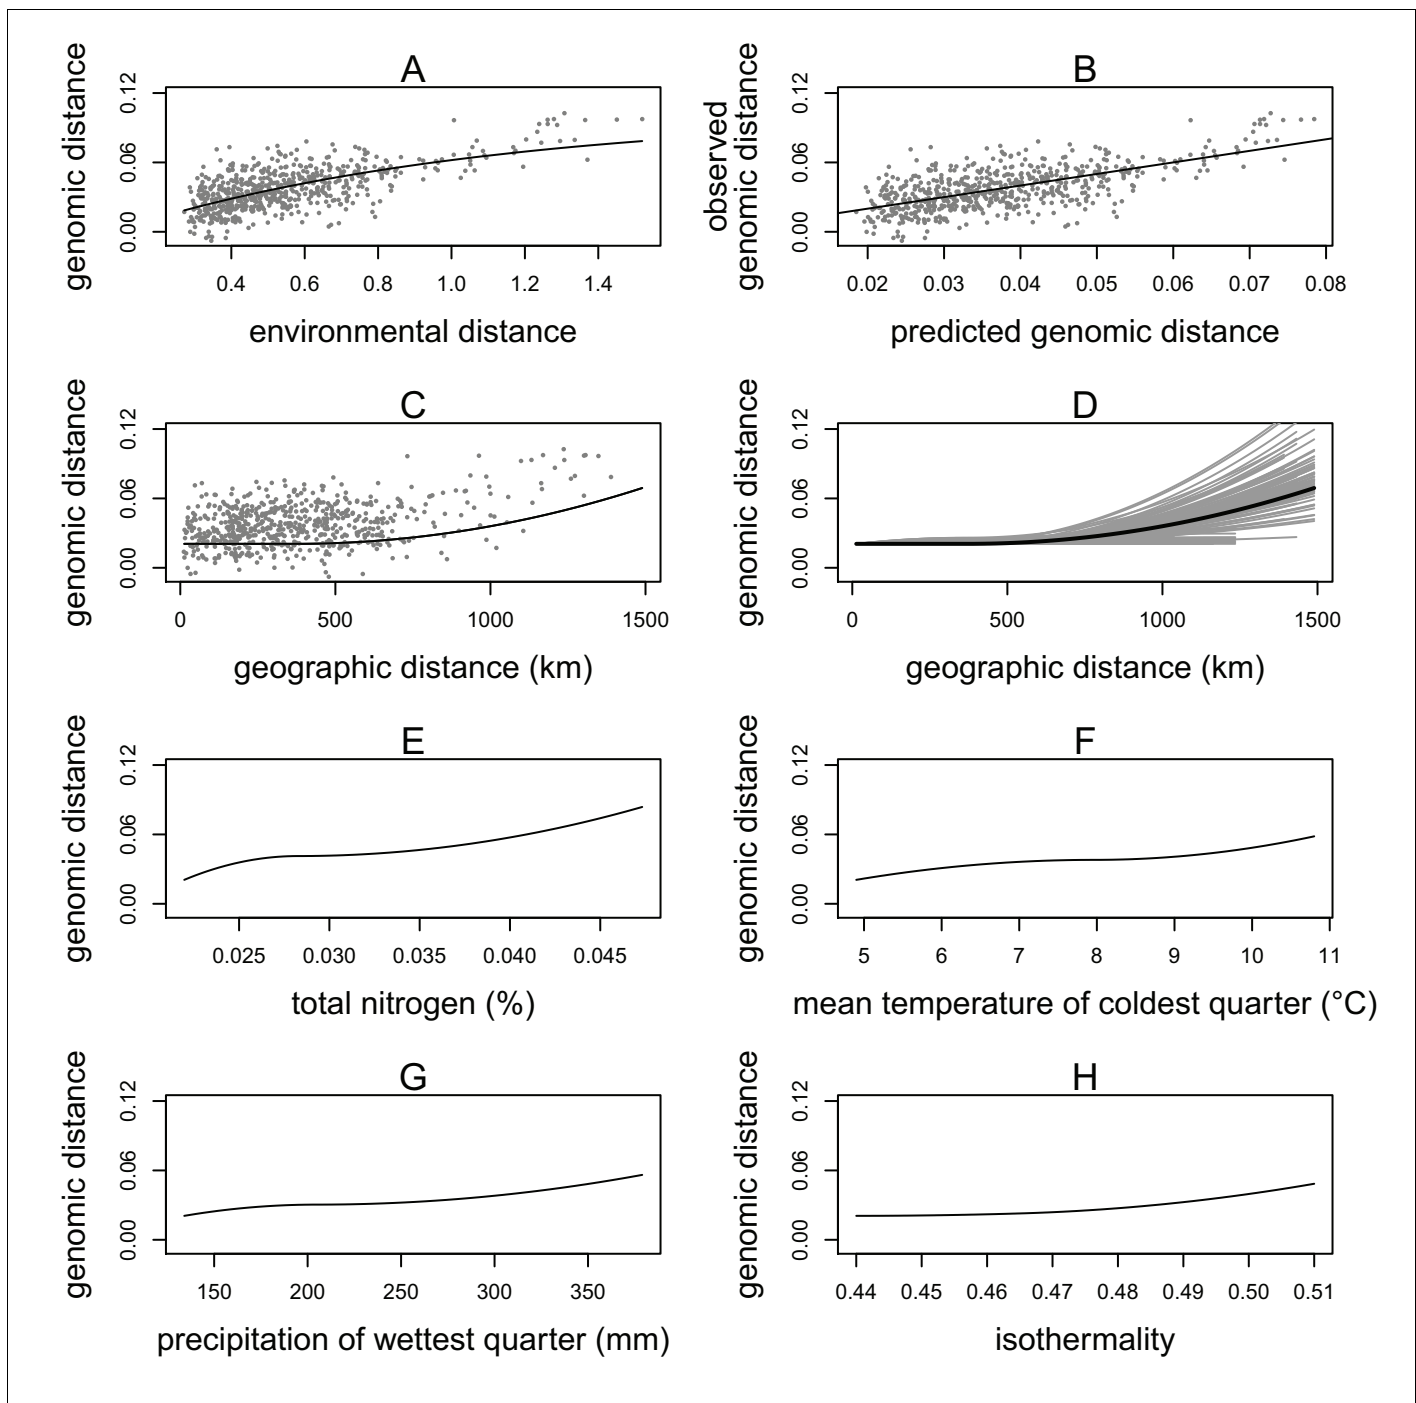 A
genomic distance
0.00 0.06 0.12
0.4 0.6 0.8 1.0 1.2 1.4
environmental distance
B
observed
genomic distance
0.00 0.06 0.12
0.02 0.03 0.04 0.05 0.06 0.07 0.08
predicted genomic distance
C
genomic distance
0.00 0.06 0.12
0 500 1000 1500
geographic distance (km)
D
genomic distance
0.00 0.06 0.12
0 500 1000 1500
geographic distance (km)
E
genomic distance
0.00 0.06 0.12
0.025 0.030 0.035 0.040 0.045
total nitrogen (%)
F
genomic distance
0.00 0.06 0.12
5 6 7 8 9 10 11
mean temperature of coldest quarter (°C)
G
genomic distance
0.00 0.06 0.12
150 200 250 300 350
precipitation of wettest quarter (mm)
H
genomic distance
0.00 0.06 0.12
0.44 0.45 0.46 0.47 0.48 0.49 0.50 0.51
isothermality